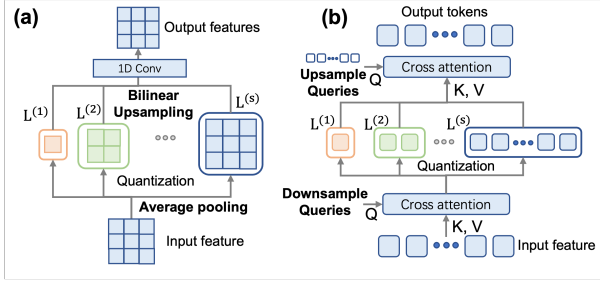 (a)
Output features
1D Conv
Bilinear
Upsampling
L(1)
L(2)
L(s)
Quantization
Average pooling
Input feature
(b)
Output tokens
Upsample
Queries
Q
Cross attention
K, V
L(1)
L(2)
L(s)
Quantization
Downsample
Queries
Q
Cross attention
K, V
Input feature